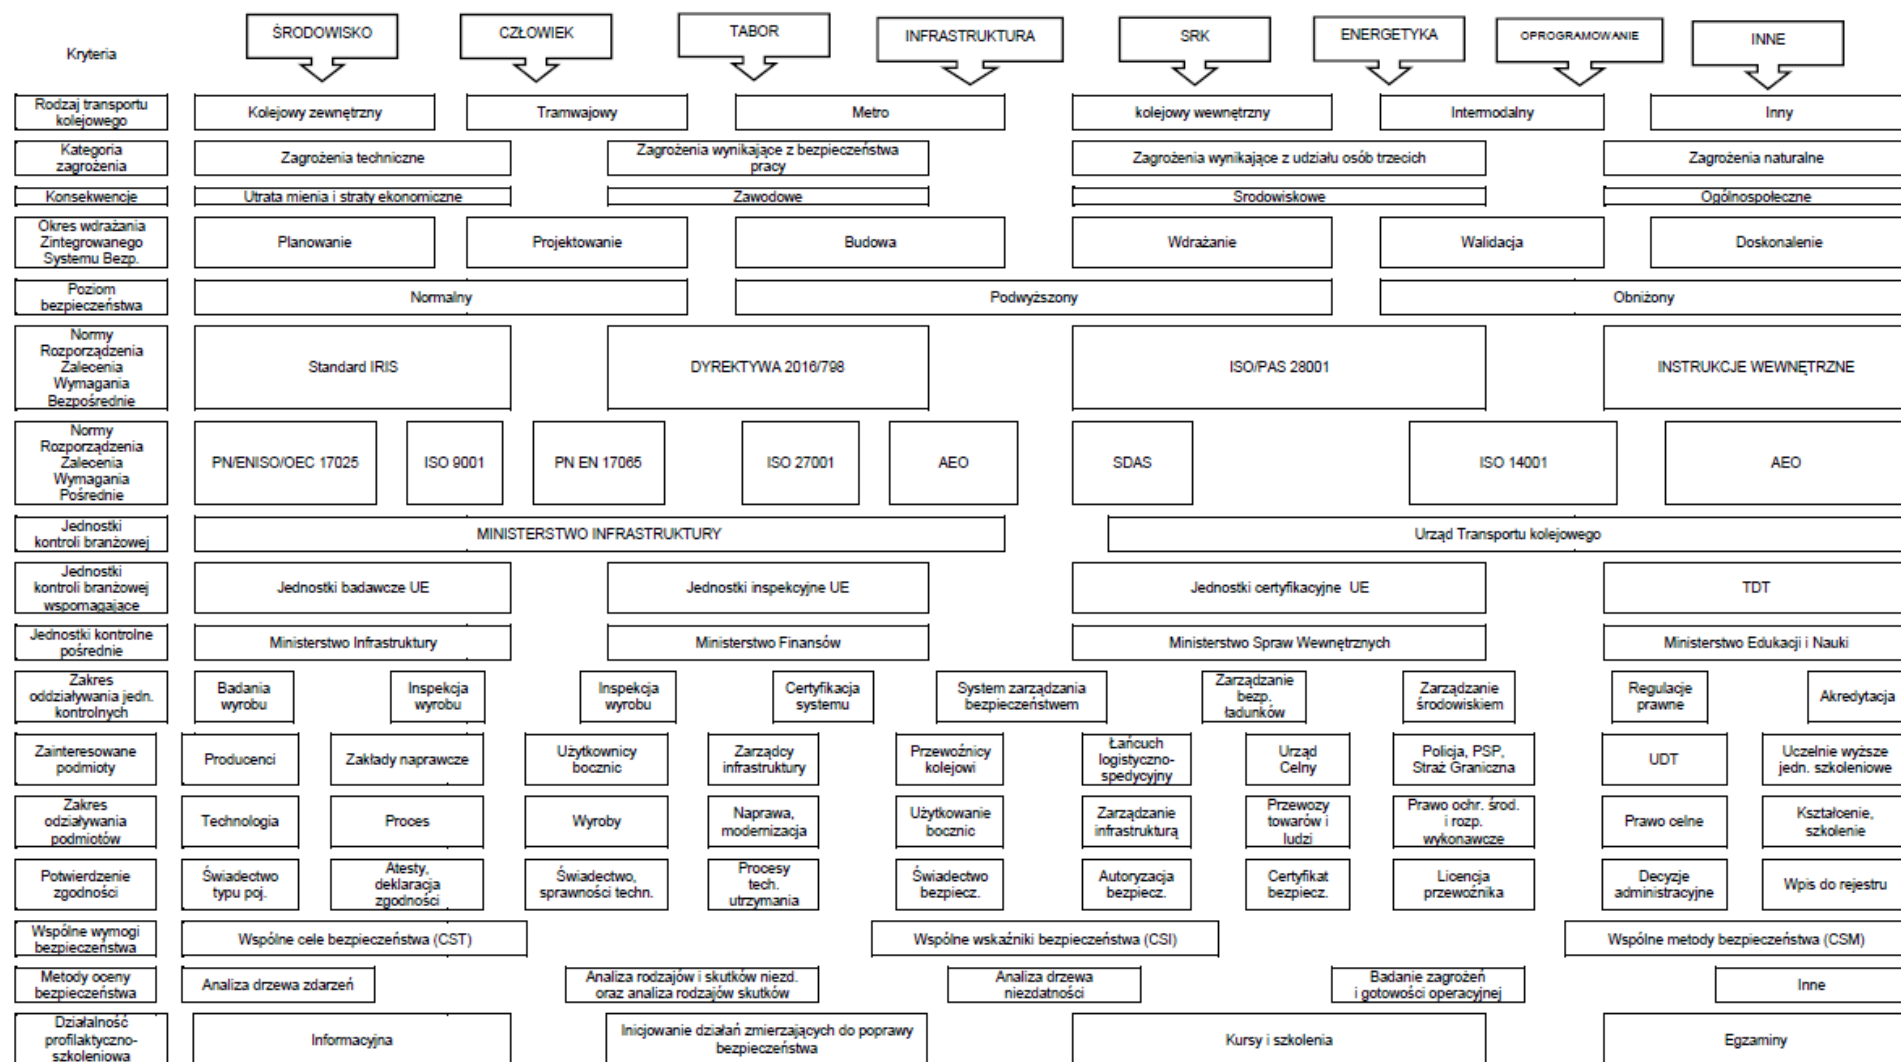 Kryteria
ŚRODOWISKO
CZŁOWIEK
TABOR
INFRASTRUKTURA
SRK
ENERGETYKA
OPROGRAMOWANIE
INNE
Rodzaj transportu
kolejowego
Kolejowy zewnętrzny
Tramwajowy
Metro
kolejowy wewnętrzny
Intermodalny
Inny
Kategoria
zagrożenia
Zagrożenia techniczne
Zagrożenia wynikające z bezpieczeństwa
pracy
Zagrożenia wynikające z udziału osób trzecich
Zagrożenia naturalne
Konsekwencje
Utrata mienia i straty ekonomiczne
Zawodowe
Środowiskowe
Ogólnospołeczne
Okres wdrażania
Zintegrowanego
Systemu Bezp.
Planowanie
Projektowanie
Budowa
Wdrażanie
Walidacja
Doskonalenie
Poziom
bezpieczeństwa
Normalny
Podwyższony
Obniżony
Normy
Rozporządzenia
Zalecenia
Wymagania
Bezpośrednie
Standard IRIS
DYREKTYWA 2016/798
ISO/PAS 28001
INSTRUKCJE WEWNĘTRZNE
Normy
Rozporządzenia
Zalecenia
Wymagania
Pośrednie
PN/ENISO/OEC 17025
ISO 9001
PN EN 17065
ISO 27001
AEO
SDAS
ISO 14001
AEO
Jednostki
kontroli branżowej
MINISTERSTWO INFRASTRUKTURY
Urząd Transportu kolejowego
Jednostki
kontroli branżowej
wspomagające
Jednostki badawcze UE
Jednostki inspekcyjne UE
Jednostki certyfikacyjne UE
TDT
Jednostki kontrolne
pośrednie
Ministerstwo Infrastruktury
Ministerstwo Finansów
Ministerstwo Spraw Wewnętrznych
Ministerstwo Edukacji i Nauki
Zakres
oddziaływania jedn.
kontrolnych
Badania
wyrobu
Inspekcja
wyrobu
Inspekcja
wyrobu
Certyfikacja
systemu
System zarządzania
bezpieczeństwem
Zarządzanie
bezp.
ładunków
Zarządzanie
środowiskiem
Regulacje
prawne
Akredytacja
Zainteresowane
podmioty
Producenci
Zakłady naprawcze
Użytkownicy
bocznic
Zarządcy
infrastruktury
Przewoźnicy
kolejowi
Łańcuch
logistyczno-
spedycyjny
Urząd
Celny
Policja, PSP,
Straż Graniczna
UDT
Uczelnie wyższe
jedn. szkoleniowe
Zakres
odziaływania
podmiotów
Technologia
Proces
Wyroby
Naprawa,
modernizacja
Użytkowanie
bocznic
Zarządzanie
infrastrukturą
Przewozy
towarów i
ludzi
Prawo ochr. środ.
i rozp.
wykonawcze
Prawo celne
Kształcenie,
szkolenie
Potwierdzenie
zgodności
Świadectwo
typu poj.
Atesty,
deklaracja
zgodności
Świadectwo,
sprawności techn.
Procesy
tech.
utrzymania
Świadectwo
bezpiecz.
Autoryzacja
bezpiecz.
Certyfikat
bezpiecz.
Licencja
przewoźnika
Decyzje
administracyjne
Wpis do rejestru
Wspólne wymogi
bezpieczeństwa
Wspólne cele bezpieczeństwa (CST)
Wspólne wskaźniki bezpieczeństwa (CSI)
Wspólne metody bezpieczeństwa (CSM)
Metody oceny
bezpieczeństwa
Analiza drzewa zdarzeń
Analiza rodzajów i skutków niezd.
oraz analiza rodzajów skutków
Analiza drzewa
niezdatności
Badanie zagrożeń
i gotowości operacyjnej
Inne
Działalność
profilaktyczno-
szkoleniowa
Informacyjna
Inicjowanie działań zmierzających do poprawy
bezpieczeństwa
Kursy i szkolenia
Egzaminy